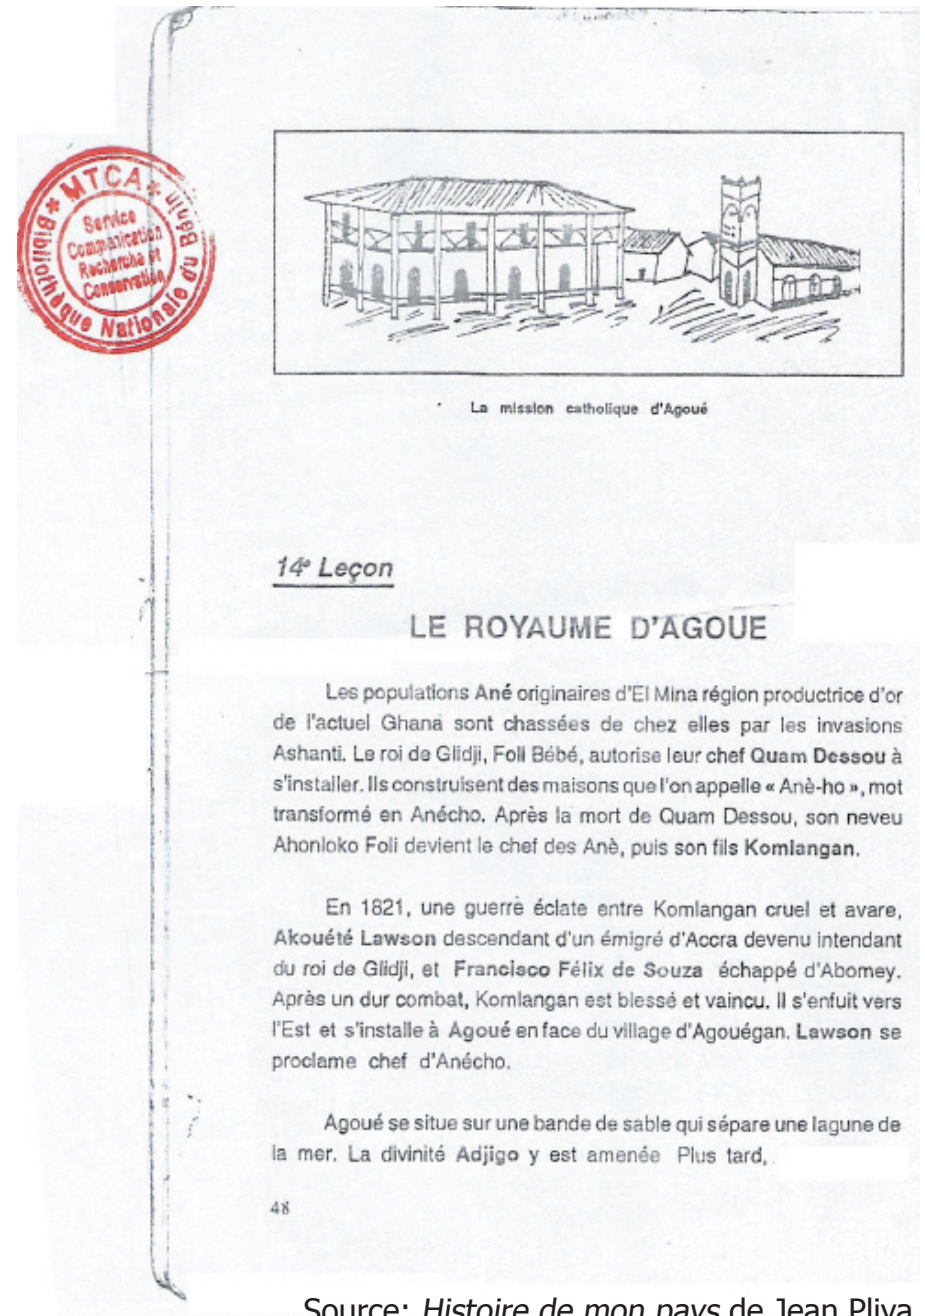 MTCA
Service
Communication
Recherche et
Conservation
Bibliothèque Nationale du Bénin
La mission catholique d'Agoué
14e Leçon
LE ROYAUME D'AGOUE
Les populations Ané originaires d'El Mina région productrice d'or
de l'actuel Ghana sont chassées de chez elles par les invasions
Ashanti. Le roi de Glidji, Foli Bébé, autorise leur chef Quam Dessou à
s'installer. Ils construisent des maisons que l'on appelle « Anè-ho », mot
transformé en Anécho. Après la mort de Quam Dessou, son neveu
Ahonloko Foli devient le chef des Anè, puis son fils Komlangan.
En 1821, une guerre éclate entre Komlangan cruel et avare,
Akouété Lawson descendant d'un émigré d'Accra devenu intendant
du roi de Glidji, et Francisco Félix de Souza échappé d'Abomey.
Après un dur combat, Komlangan est blessé et vaincu. Il s'enfuit vers
l'Est et s'installe à Agoué en face du village d'Agouégan. Lawson se
proclame chef d'Anécho.
Agoué se situe sur une bande de sable qui sépare une lagune de
la mer. La divinité Adjigo y est amenée Plus tard,
48
Source: Histoire de mon pays de Jean Pliya